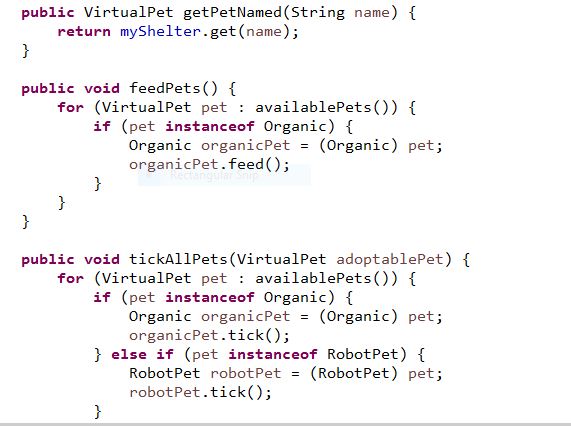 public VirtualPet getPetNamed(String name) {
return myShelter.get(name);
}
public void feedPets() {
for (VirtualPet pet : availablePets()) {
if (pet instanceof Organic) {
Organic organicPet = (Organic) pet;
organicPet.feed();
Rectangular Snip
}
}
}
public void tickAllPets(VirtualPet adoptablePet) {
for (VirtualPet pet : availablePets()) {
if (pet instanceof Organic) {
Organic organicPet = (Organic) pet;
organicPet.tick();
} else if (pet instanceof RobotPet) {
RobotPet robotPet = (RobotPet) pet;
robotPet.tick();
}